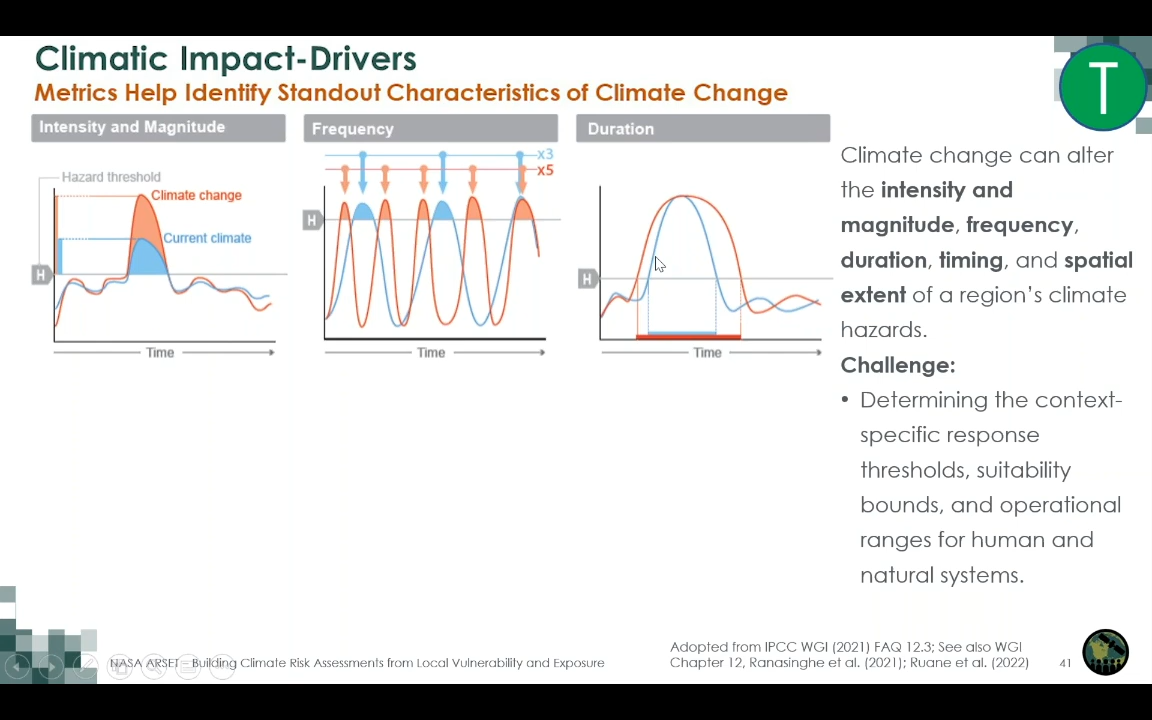 Climatic Impact-Drivers
Metrics Help Identify Standout Characteristics of Climate Change
T
Intensity and Magnitude
Hazard threshold
Climate change
Current climate
H
Time
Frequency
x3
x5
H
Time
Duration
H
Time
Climate change can alter
the intensity and
magnitude, frequency,
duration, timing, and spatial
extent of a region's climate
hazards.
Challenge:
• Determining the context-
specific response
thresholds, suitability
bounds, and operational
ranges for human and
natural systems.
NASA ARSET – Building Climate Risk Assessments from Local Vulnerability and Exposure
Adopted from IPCC WGI (2021) FAQ 12.3; See also WGI
Chapter 12, Ranasinghe et al. (2021); Ruane et al. (2022)
41